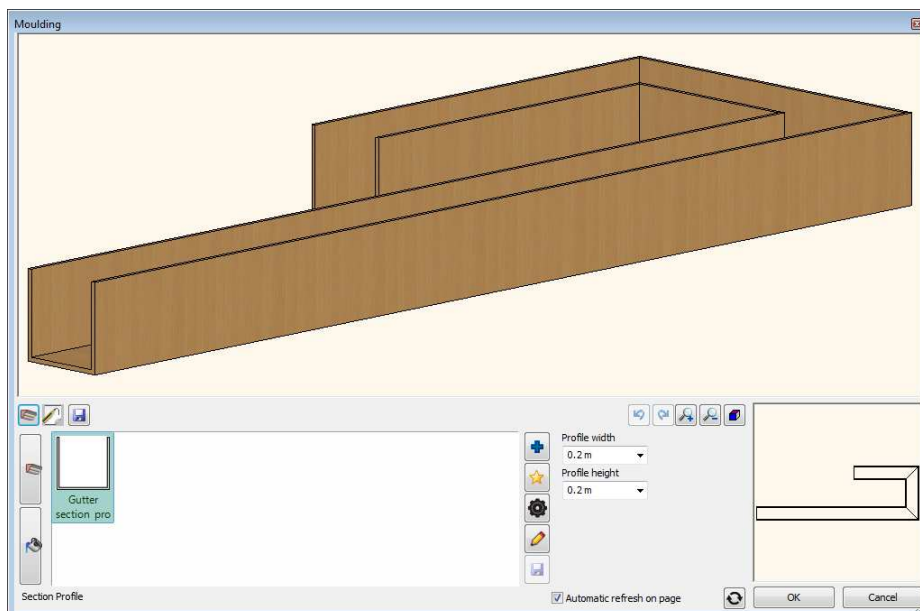 Moulding
Gutter
section pro
Profile width
0.2 m
Profile height
0.2 m
Section Profile
Automatic refresh on page
OK
Cancel